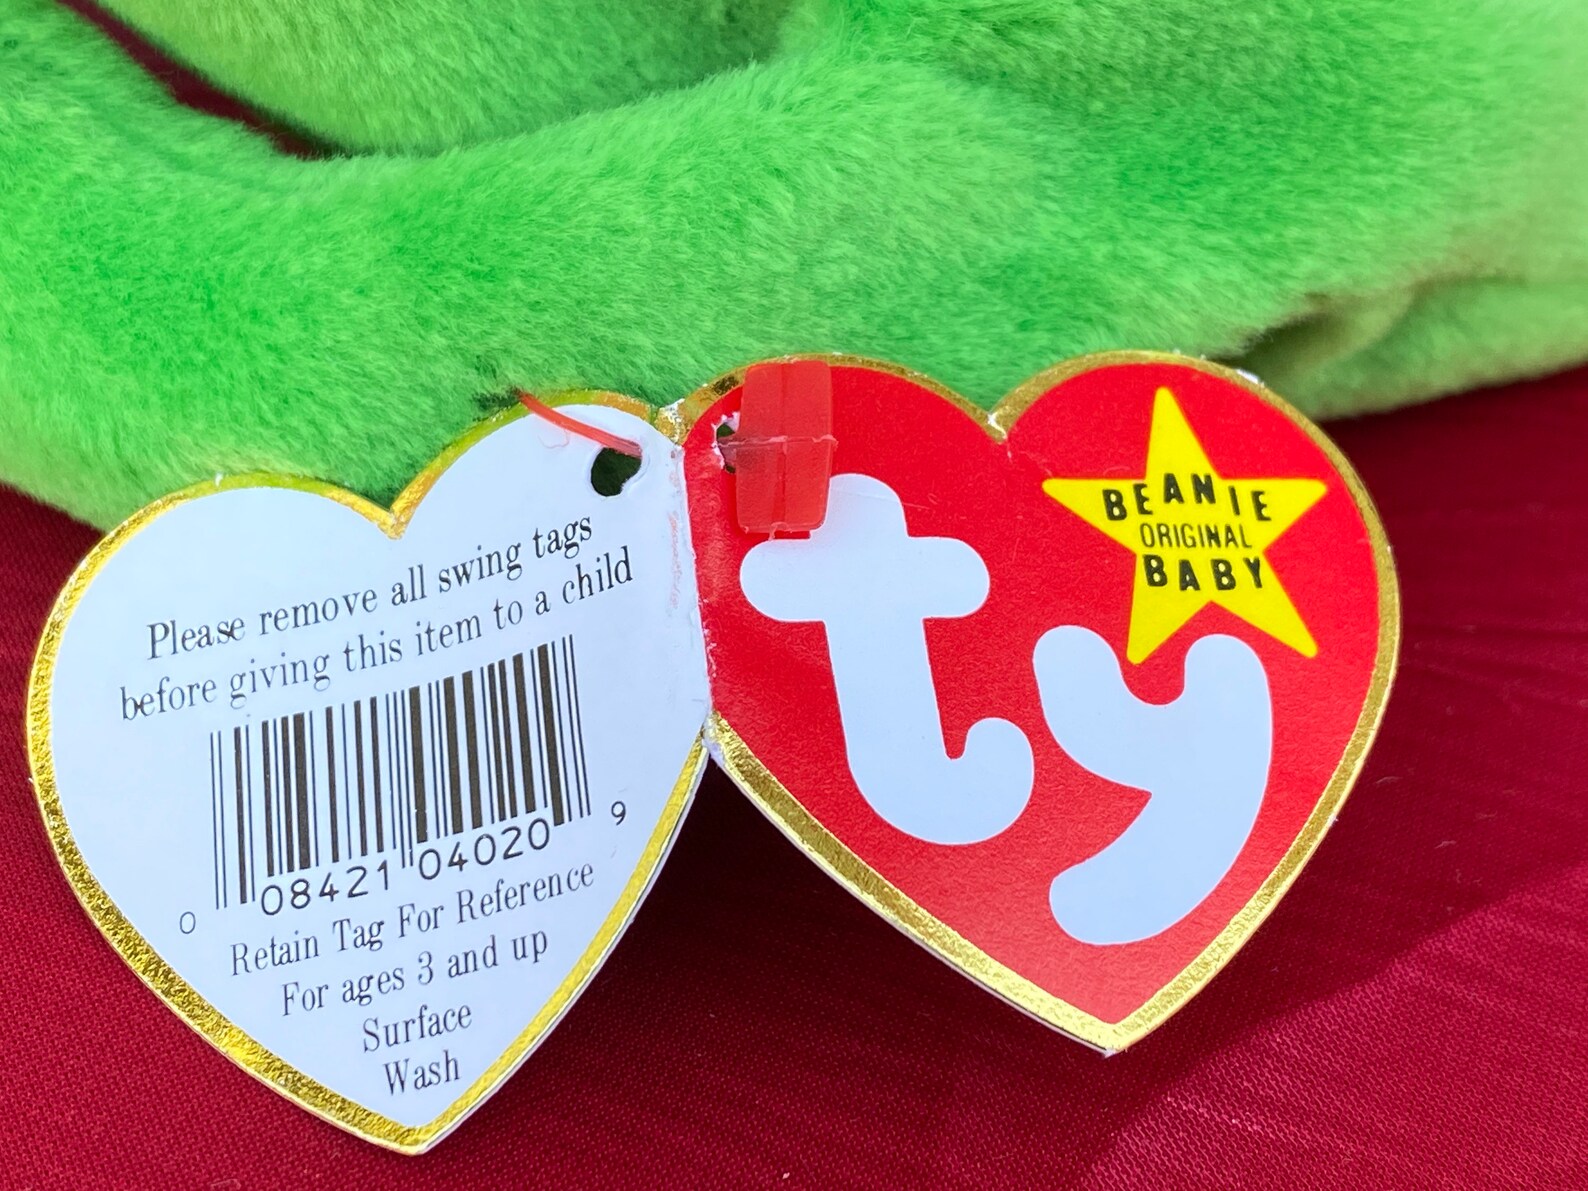 Please remove all swing tags
before giving this item to a child
0 08421 04020 9
Retain Tag For Reference
For ages 3 and up
Surface
Wash
ty
BEANIE
ORIGINAL
BABY